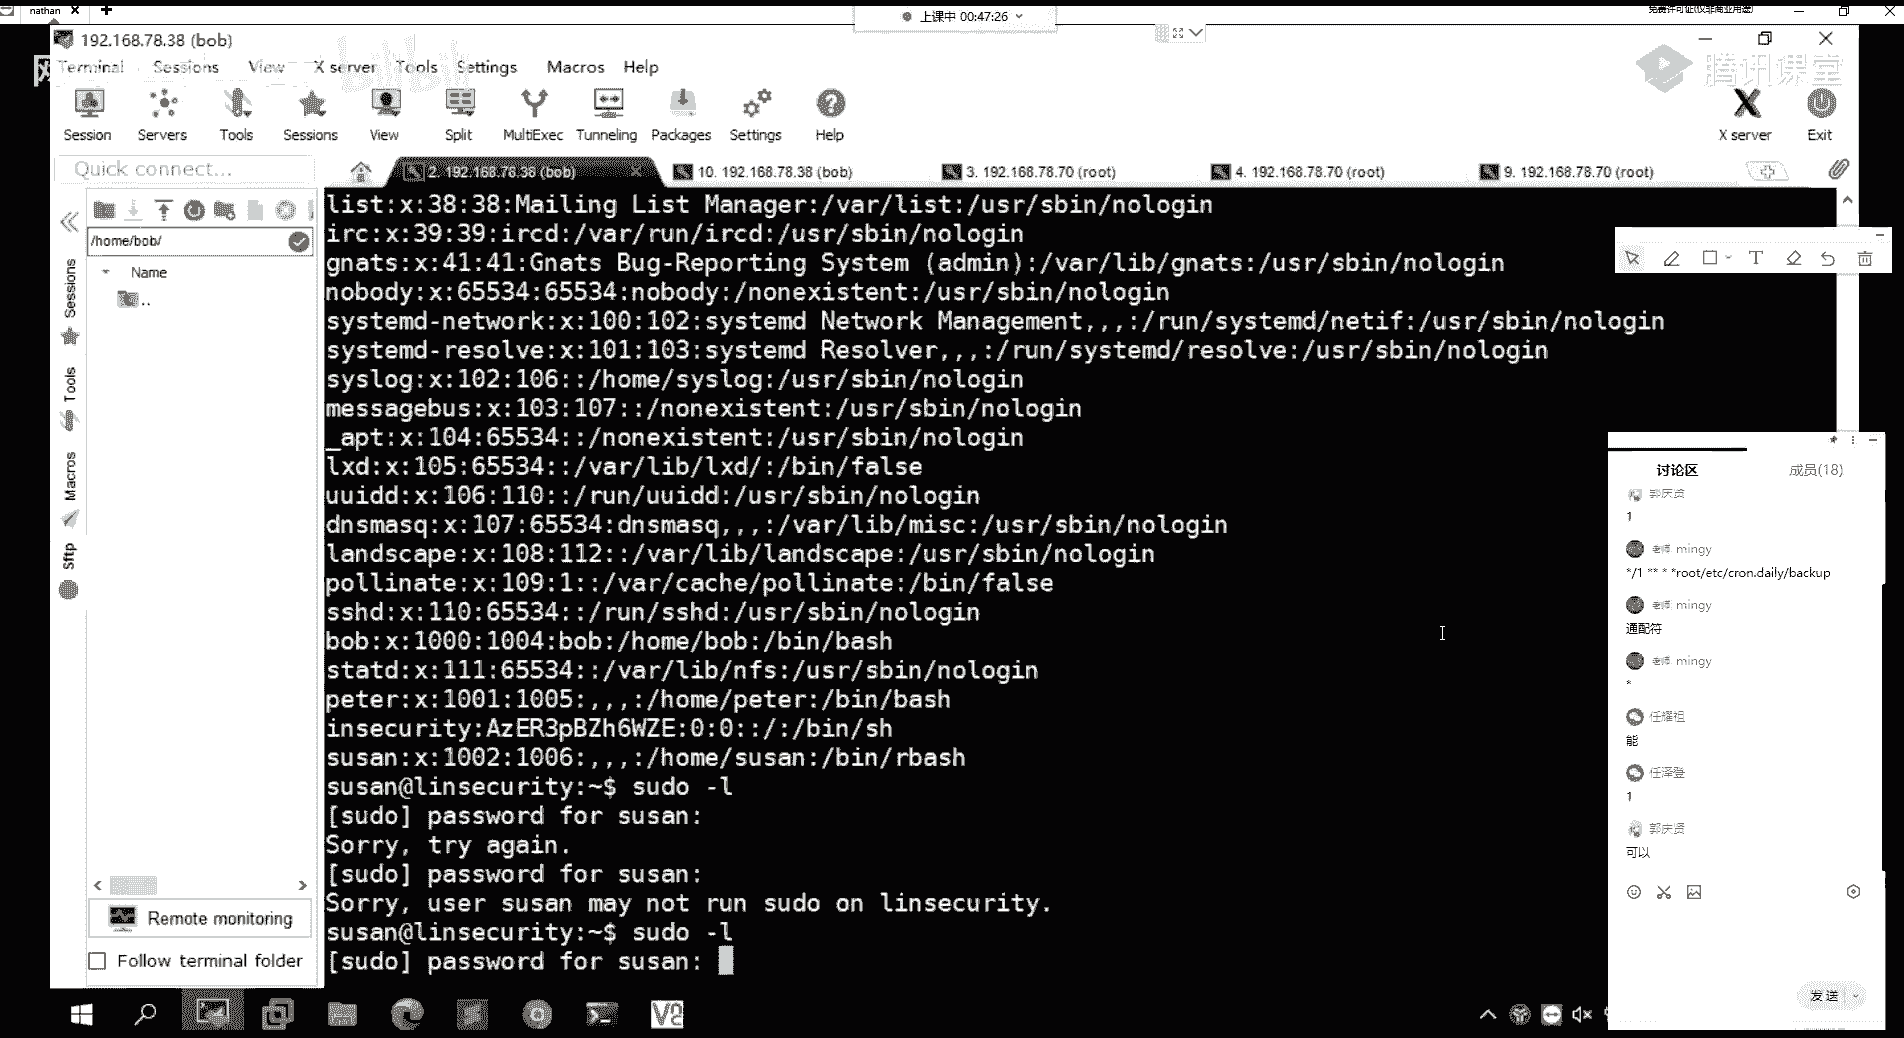 nathan
上课中 00:47:26
免费许可证(仅非商业用途)
192.168.78.38 (bob)
Terminal Sessions View X server Tools Settings Macros Help
腾讯课堂
Session Servers Tools Sessions View Split MultiExec Tunneling Packages Settings Help
X server Exit
Quick connect...
2. 192.168.78.38 (bob)
10. 192.168.78.38 (bob)
3. 192.168.78.70 (root)
4. 192.168.78.70 (root)
9. 192.168.78.70 (root)
/home/bob/
Name
..
Sessions
Tools
Macros
Sftp
Remote monitoring
Follow terminal folder
list:x:38:38:Mailing List Manager:/var/list:/usr/sbin/nologin
irc:x:39:39:ircd:/var/run/ircd:/usr/sbin/nologin
gnats:x:41:41:Gnats Bug-Reporting System (admin):/var/lib/gnats:/usr/sbin/nologin
nobody:x:65534:65534:nobody:/nonexistent:/usr/sbin/nologin
systemd-network:x:100:102:systemd Network Management,,,:/run/systemd/netif:/usr/sbin/nologin
systemd-resolve:x:101:103:systemd Resolver,,,:/run/systemd/resolve:/usr/sbin/nologin
syslog:x:102:106::/home/syslog:/usr/sbin/nologin
messagebus:x:103:107::/nonexistent:/usr/sbin/nologin
_apt:x:104:65534::/nonexistent:/usr/sbin/nologin
lxd:x:105:65534::/var/lib/lxd/:/bin/false
uuidd:x:106:110::/run/uuidd:/usr/sbin/nologin
dnsmasq:x:107:65534:dnsmasq,,,:/var/lib/misc:/usr/sbin/nologin
landscape:x:108:112::/var/lib/landscape:/usr/sbin/nologin
pollinate:x:109:1::/var/cache/pollinate:/bin/false
sshd:x:110:65534::/run/sshd:/usr/sbin/nologin
bob:x:1000:1004:bob:/home/bob:/bin/bash
statd:x:111:65534::/var/lib/nfs:/usr/sbin/nologin
peter:x:1001:1005:,,,:/home/peter:/bin/bash
insecurity:AzER3pBZh6WZE:0:0::/:/bin/sh
susan:x:1002:1006:,,,:/home/susan:/bin/rbash
susan@linsecurity:~$ sudo -l
[sudo] password for susan:
Sorry, try again.
[sudo] password for susan:
Sorry, user susan may not run sudo on linsecurity.
susan@linsecurity:~$ sudo -l
[sudo] password for susan:
讨论区 成员(18)
郭庆贤
1
老师 mingy
*/1 ** * *root/etc/cron.daily/backup
老师 mingy
通配符
老师 mingy
*
任耀祖
能
任泽登
1
郭庆贤
可以
发送